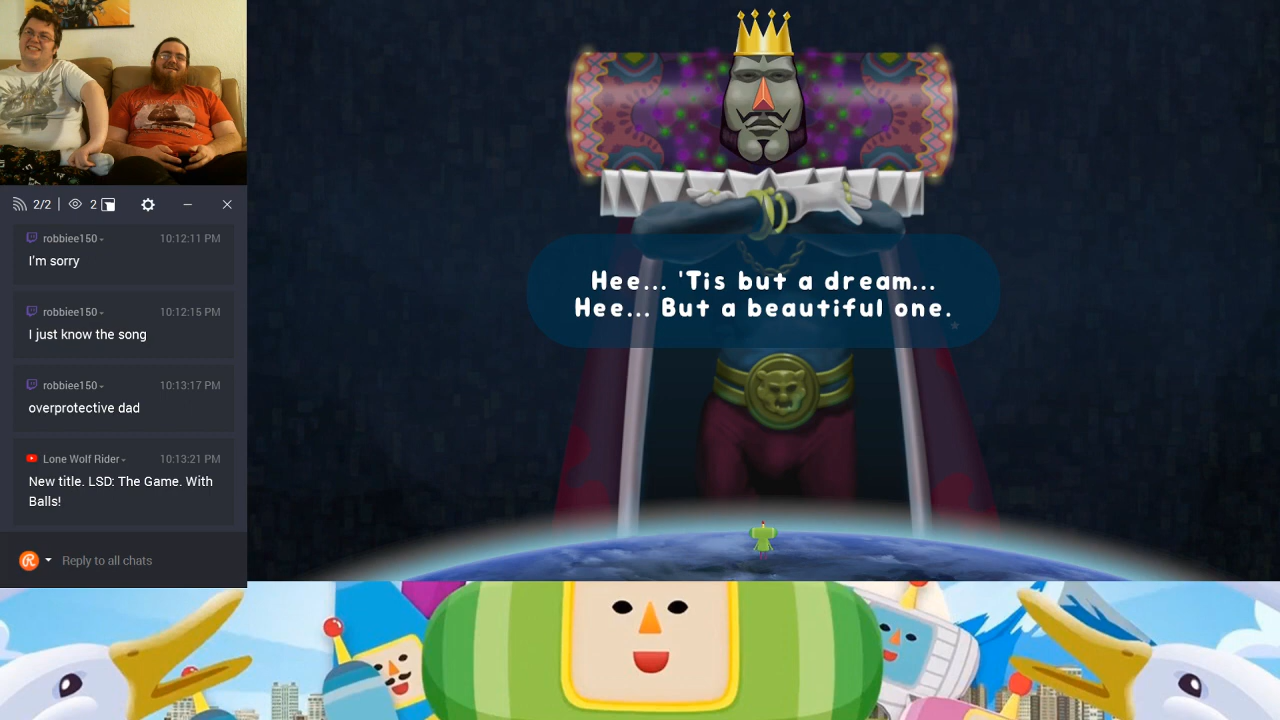 2/2
2
robbiee150
10:12:11 PM
I'm sorry
robbiee150
10:12:15 PM
I just know the song
robbiee150
10:13:17 PM
overprotective dad
Lone Wolf Rider
10:13:21 PM
New title. LSD: The Game. With
Balls!
Reply to all chats
Hee... 'Tis but a dream...
Hee... But a beautiful one.